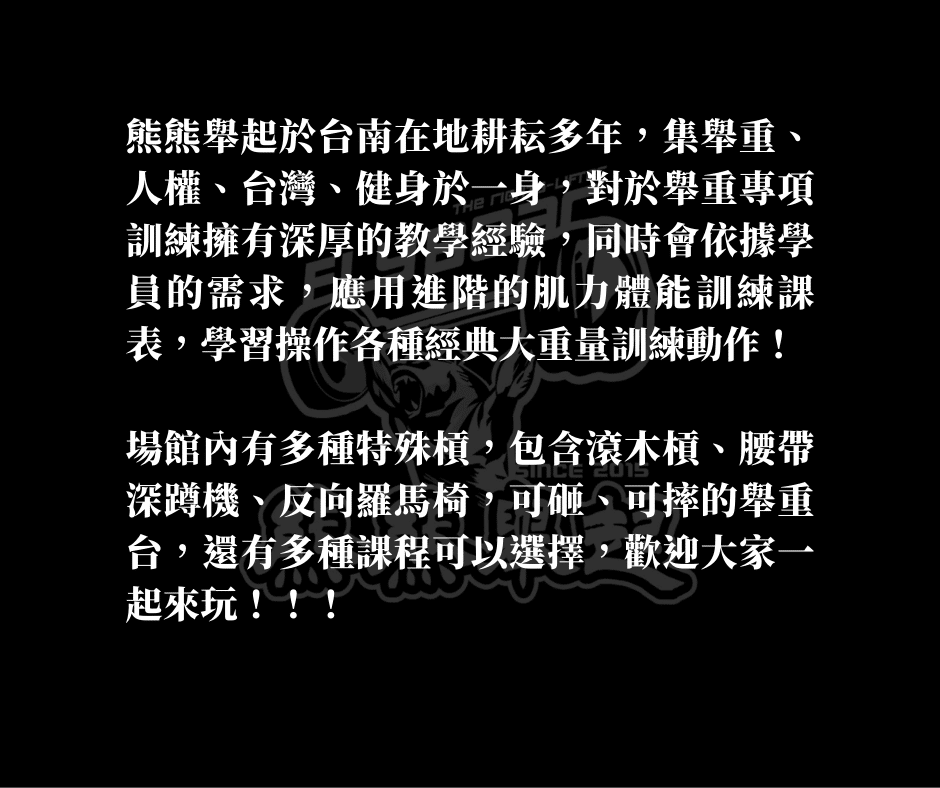 熊熊舉起於台南在地耕耘多年，集舉重、
人權、台灣、健身於一身，對於舉重專項
訓練擁有深厚的教學經驗，同時會依據學
員的需求，應用進階的肌力體能訓練課
表，學習操作各種經典大重量訓練動作！
場館內有多種特殊槓，包含滾木槓、腰帶
深蹲機、反向羅馬椅，可砸、可摔的舉重
台，還有多種課程可以選擇，歡迎大家一
起來玩！！！
SINCE 2015
熊熊舉起